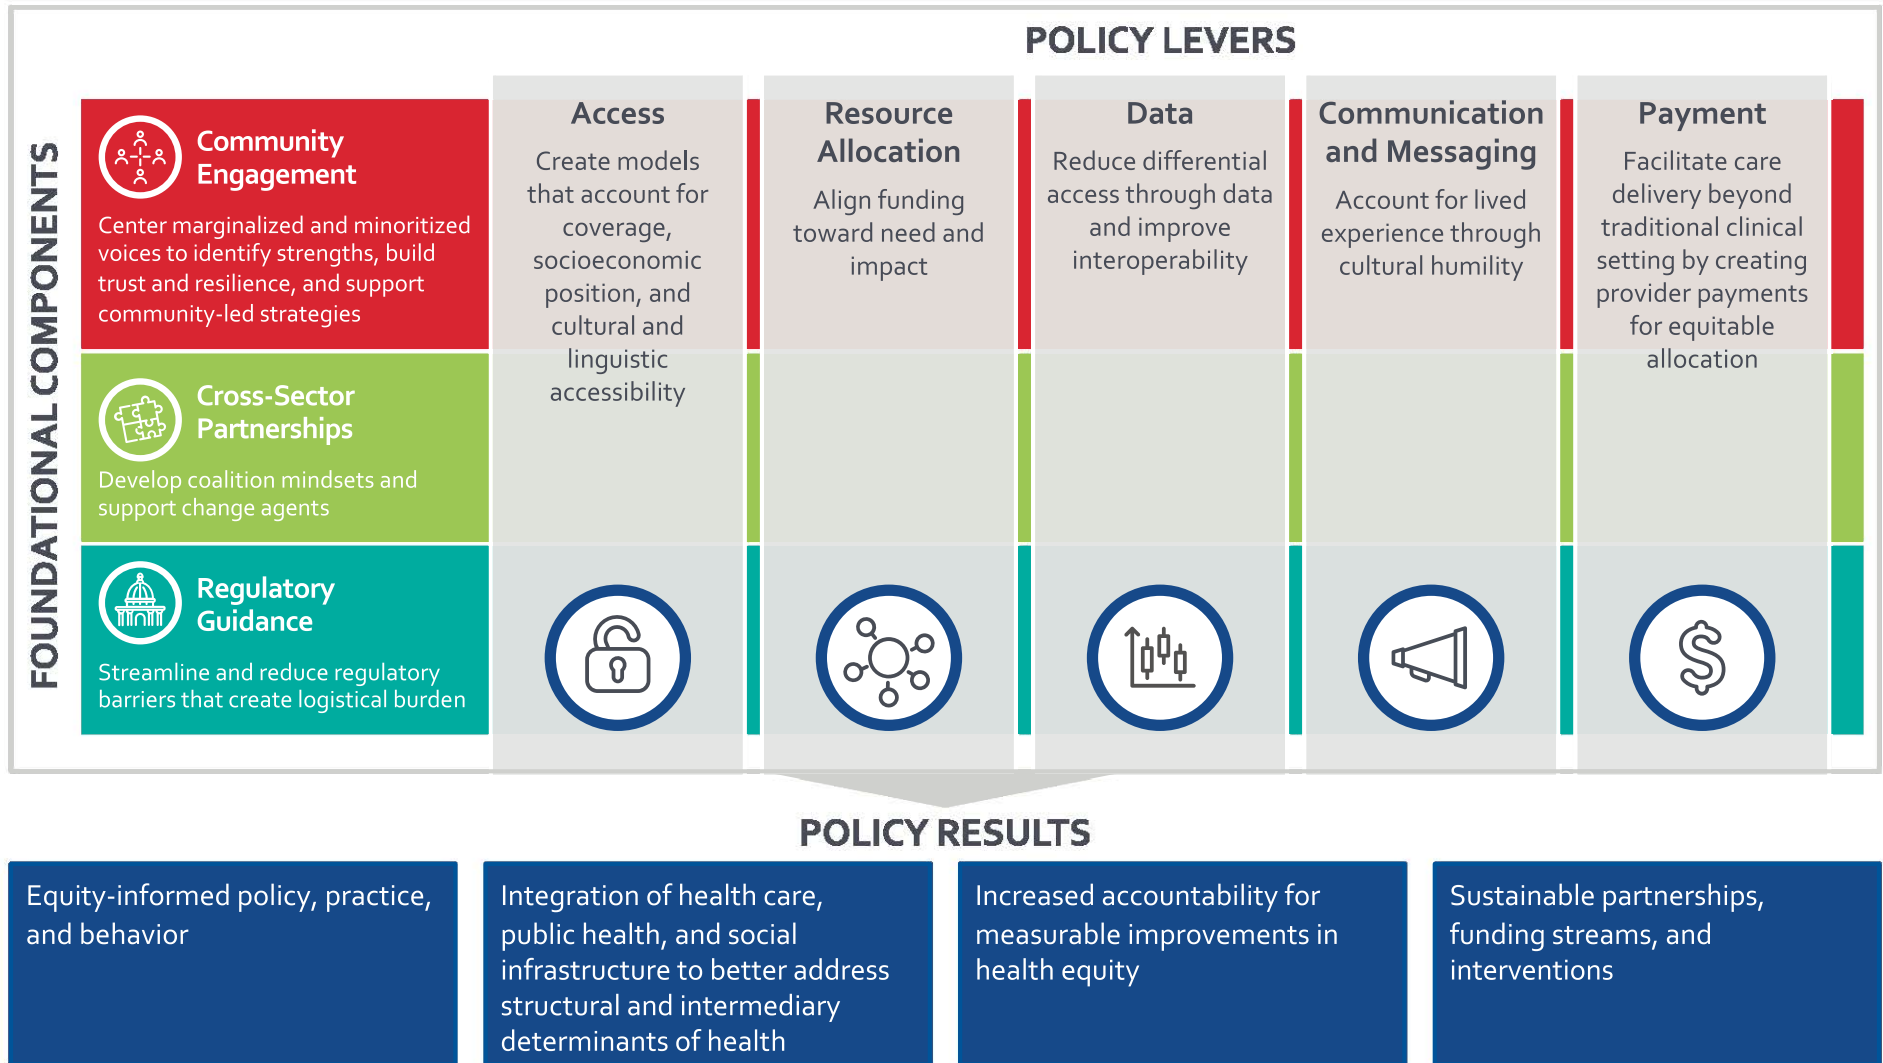 POLICY LEVERS
FOUNDATIONAL COMPONENTS
Community
Engagement
Center marginalized and minoritized
voices to identify strengths, build
trust and resilience, and support
community-led strategies
Cross-Sector
Partnerships
Develop coalition mindsets and
support change agents
Regulatory
Guidance
Streamline and reduce regulatory
barriers that create logistical burden
Access
Create models
that account for
coverage,
socioeconomic
position, and
cultural and
linguistic
accessibility
Resource
Allocation
Align funding
toward need and
impact
Data
Reduce differential
access through data
and improve
interoperability
Communication
and Messaging
Account for lived
experience through
cultural humility
Payment
Facilitate care
delivery beyond
traditional clinical
setting by creating
provider payments
for equitable
allocation
$
POLICY RESULTS
Equity-informed policy, practice,
and behavior
Integration of health care,
public health, and social
infrastructure to better address
structural and intermediary
determinants of health
Increased accountability for
measurable improvements in
health equity
Sustainable partnerships,
funding streams, and
interventions